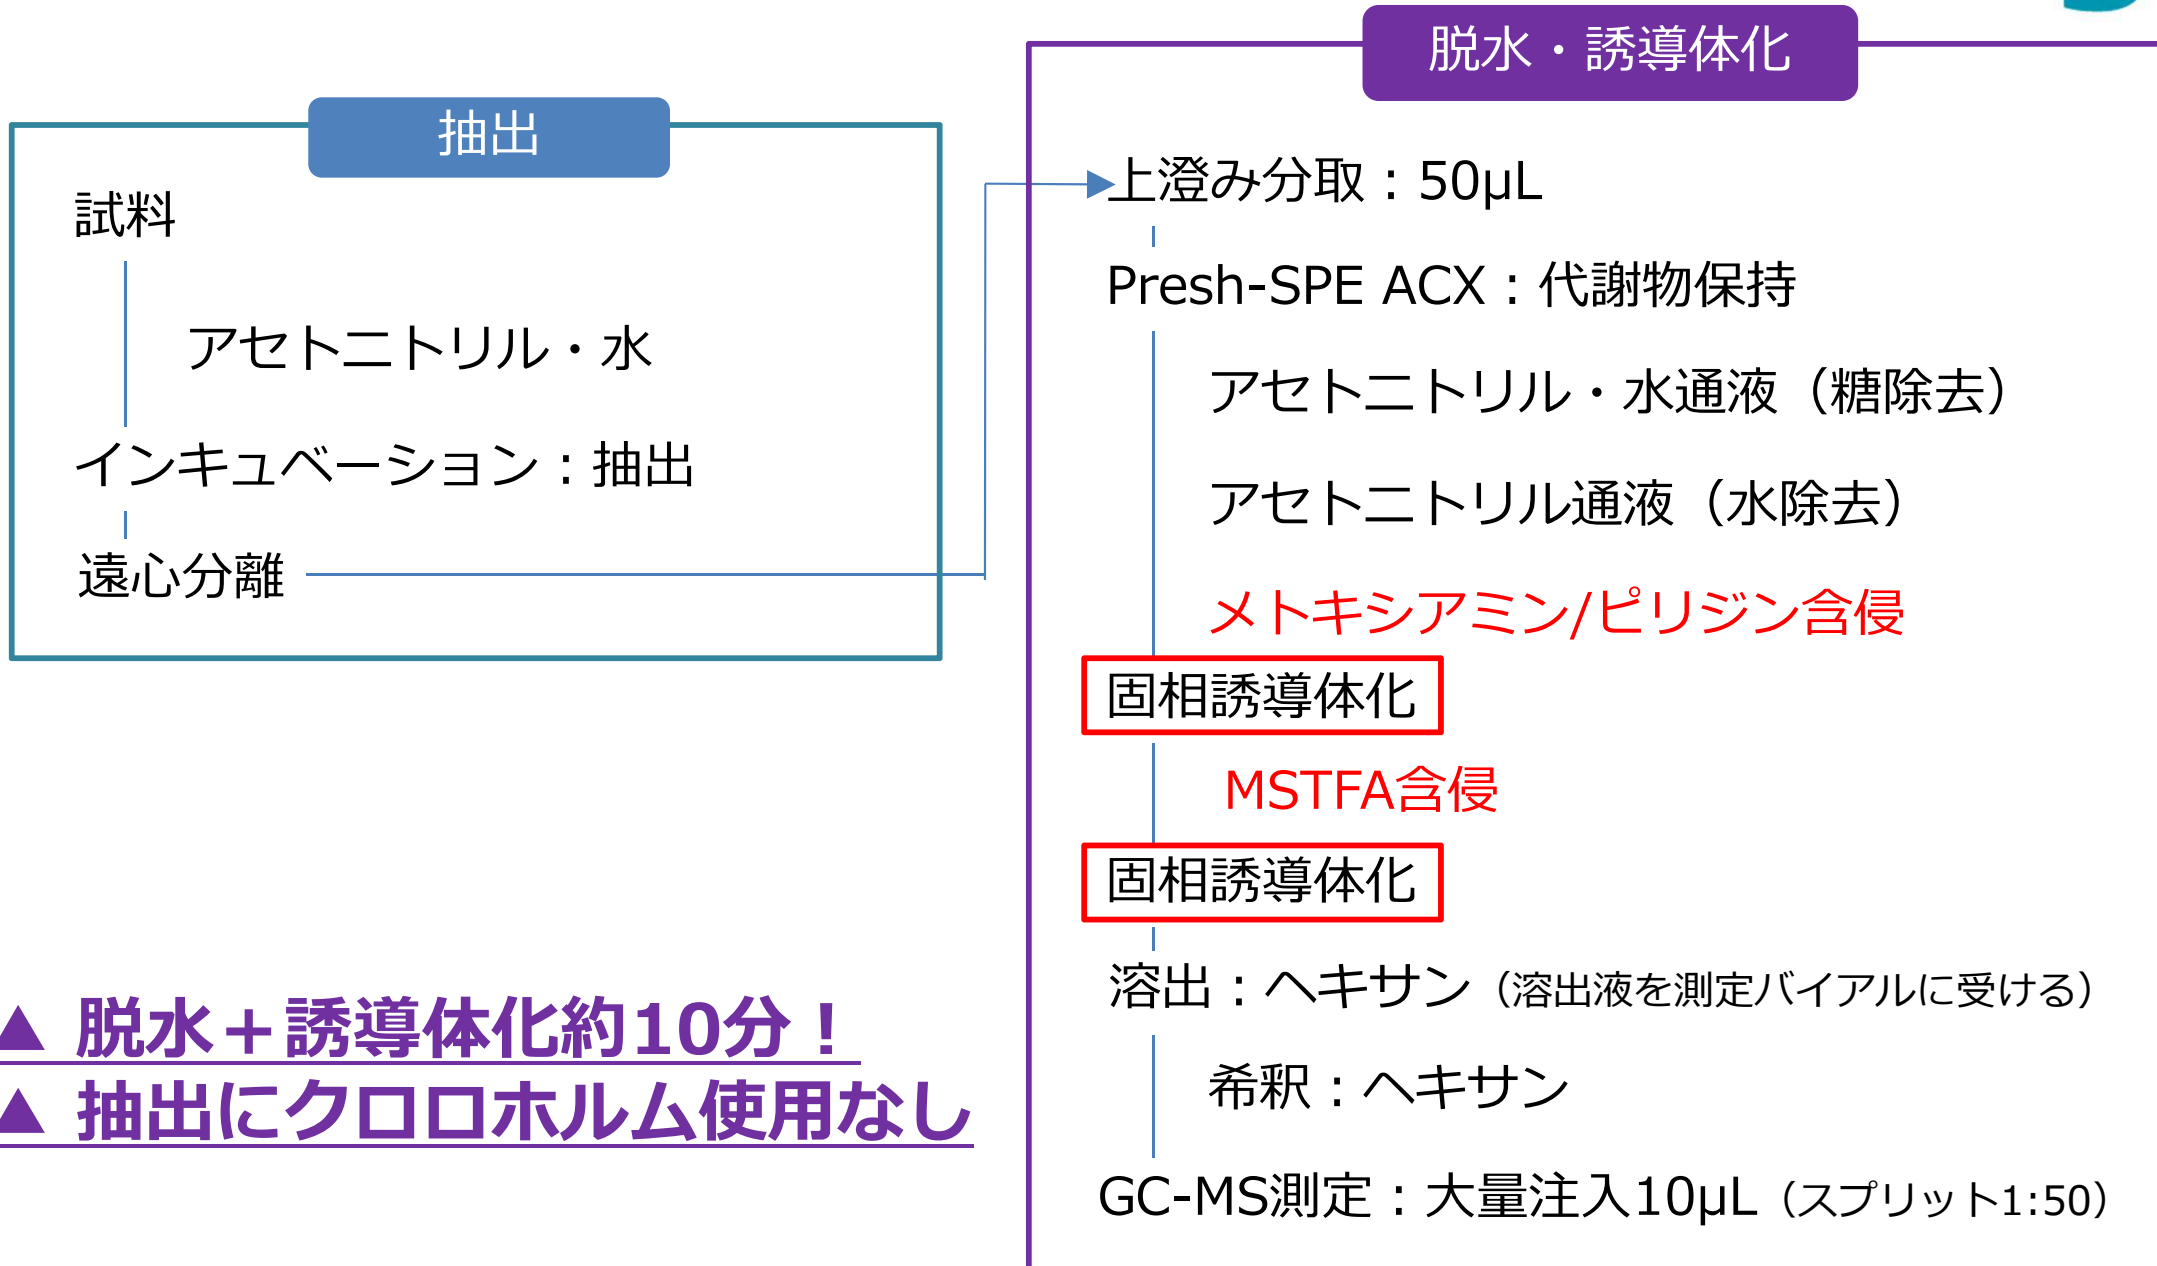 抽出
試料
アセトニトリル・水
インキュベーション：抽出
遠心分離
脱水・誘導体化
上澄み分取：50µL
Presh-SPE ACX：代謝物保持
アセトニトリル・水通液（糖除去）
アセトニトリル通液（水除去）
メトキシアミン/ピリジン含侵
固相誘導体化
MSTFA含侵
固相誘導体化
溶出：ヘキサン（溶出液を測定バイアルに受ける）
希釈：ヘキサン
GC-MS測定：大量注入10µL（スプリット1:50）
▲ 脱水＋誘導体化約10分！
▲ 抽出にクロロホルム使用なし